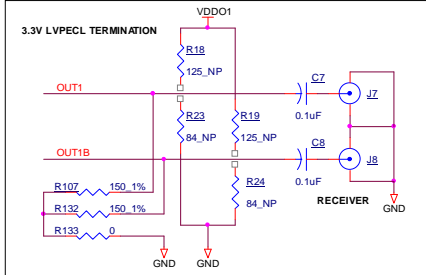 VDDO1
3.3V LVPECL TERMINATION
R18
125_NP
C7
OUT1
J7
R23
R19
0.1uF
84_NP
125_NP
C8
OUT1B
J8
R24
0.1uF
R107 150_1%
84_NP
RECEIVER
R132 150_1%
GND
R133 0
GND
GND